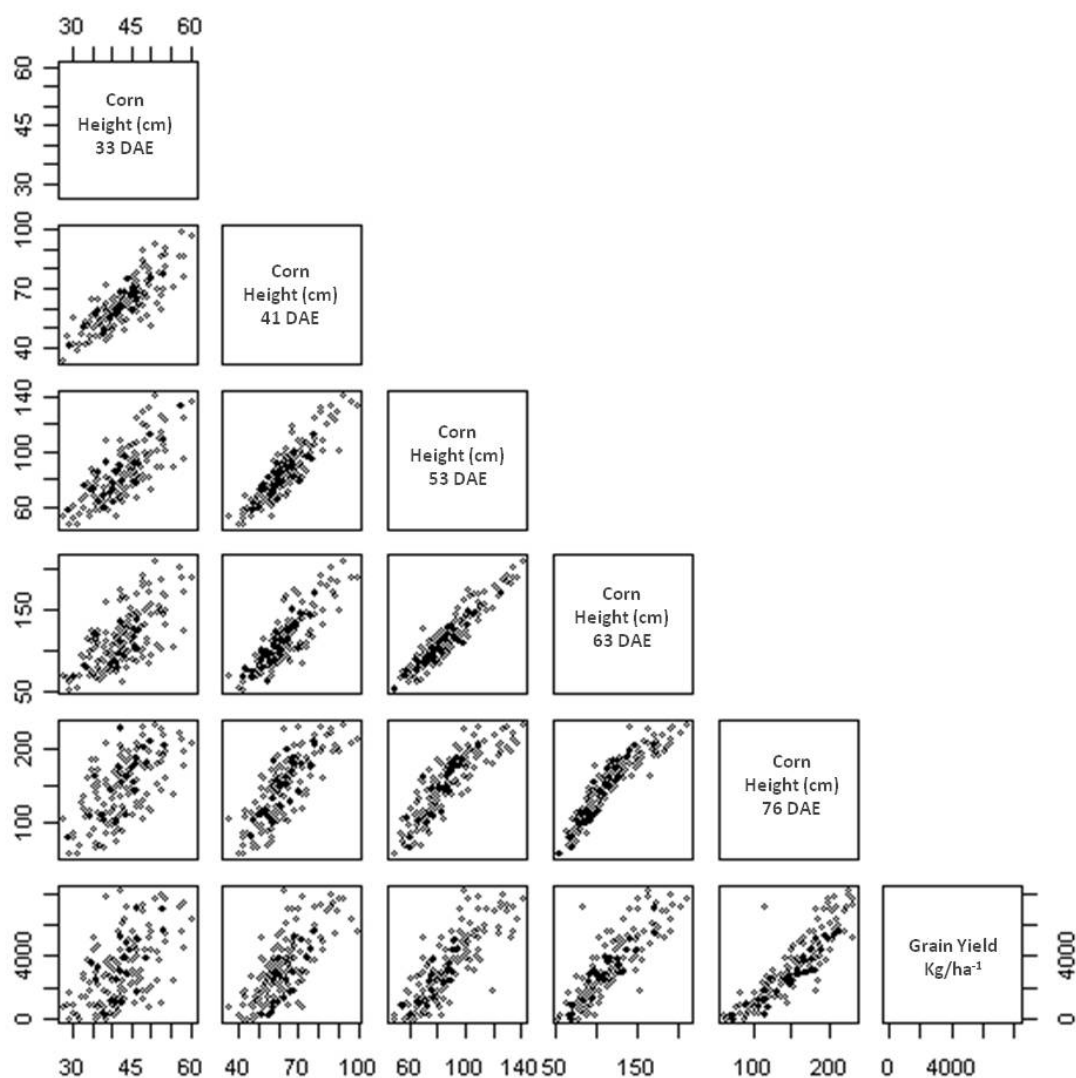 30 45 60
60
45
30
Corn
Height (cm)
33 DAE
100
70
40
Corn
Height (cm)
41 DAE
140
100
60
Corn
Height (cm)
53 DAE
150
50
Corn
Height (cm)
63 DAE
200
100
Corn
Height (cm)
76 DAE
4000
0
Grain Yield
Kg/ha⁻¹
4000
0
30 45 60 40 70 100 60 100 140 50 150 100 200 0 4000